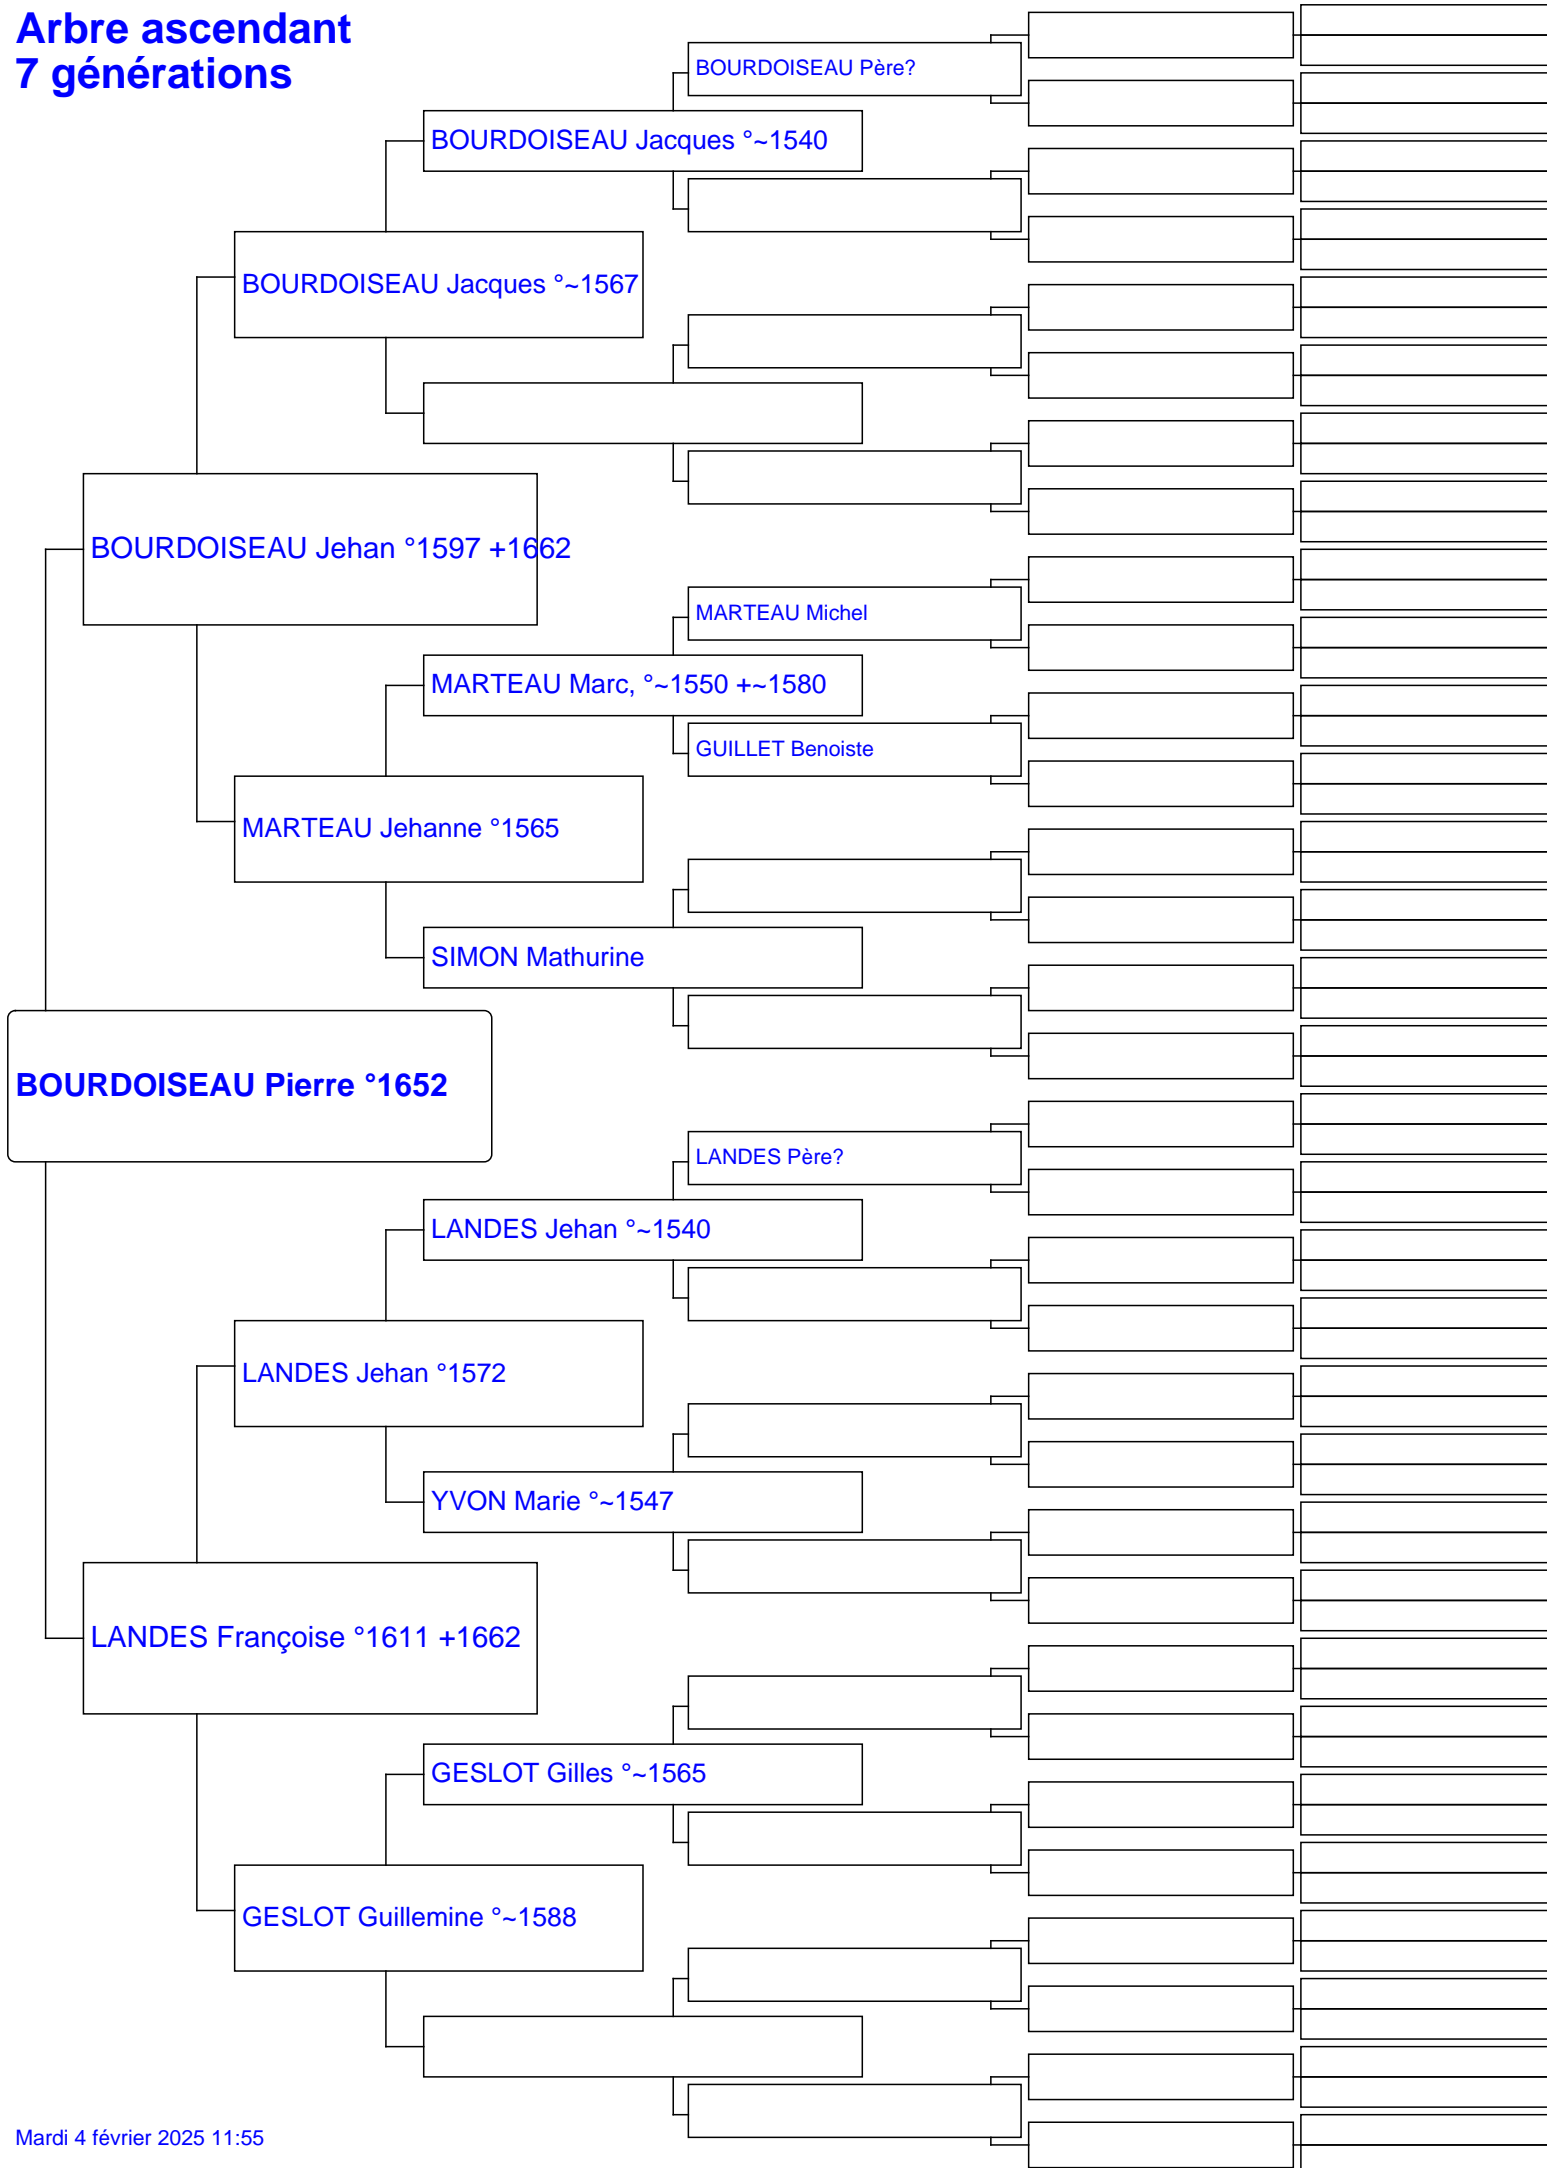 Arbre ascendant
7 générations
BOURDOISEAU Père?
BOURDOISEAU Jacques °~1540
BOURDOISEAU Jacques °~1567
BOURDOISEAU Jehan °1597 +1662
MARTEAU Michel
MARTEAU Marc, °~1550 +~1580
GUILLET Benoiste
MARTEAU Jehanne °1565
SIMON Mathurine
BOURDOISEAU Pierre °1652
LANDES Père?
LANDES Jehan °~1540
LANDES Jehan °1572
YVON Marie °~1547
LANDES Françoise °1611 +1662
GESLOT Gilles °~1565
GESLOT Guillemine °~1588
Mardi 4 février 2025 11:55